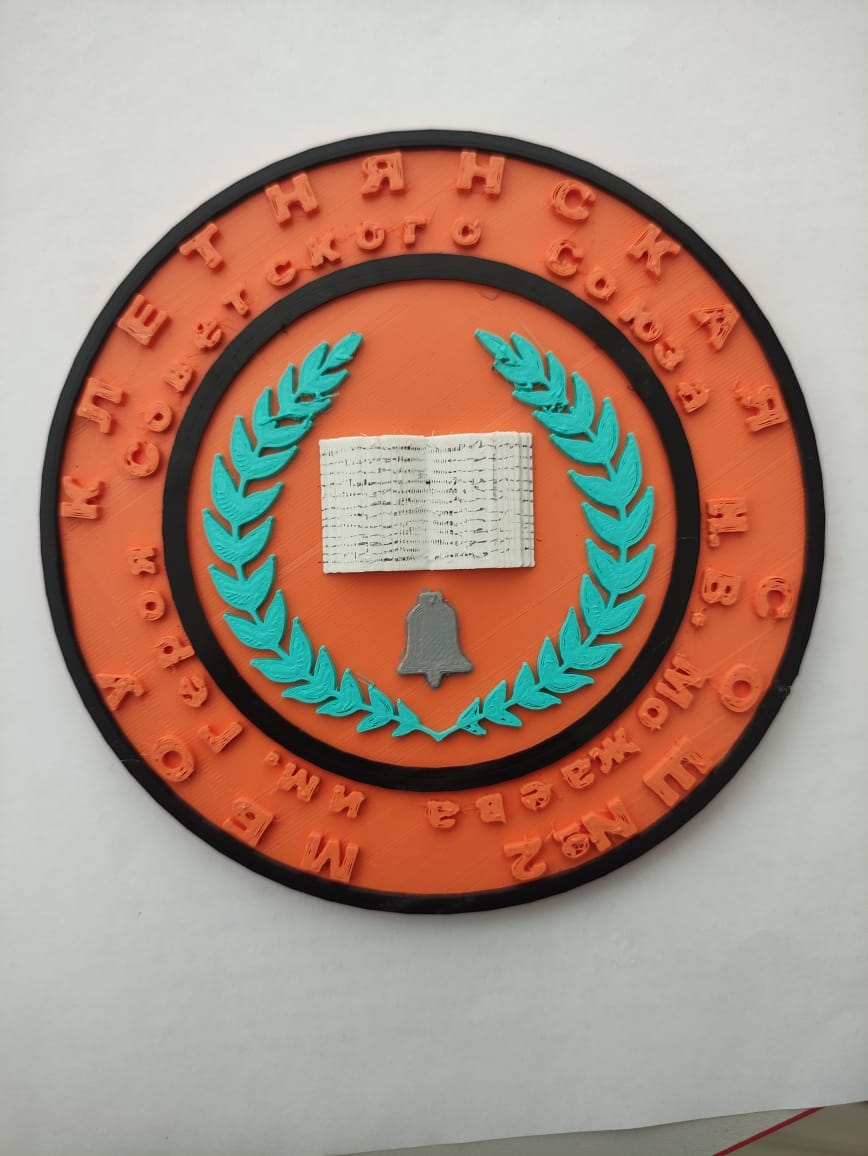 МБОУ КЛЕТНЯНСКАЯ СОШ №2
им. героя Советского Союза И.В. Можаева